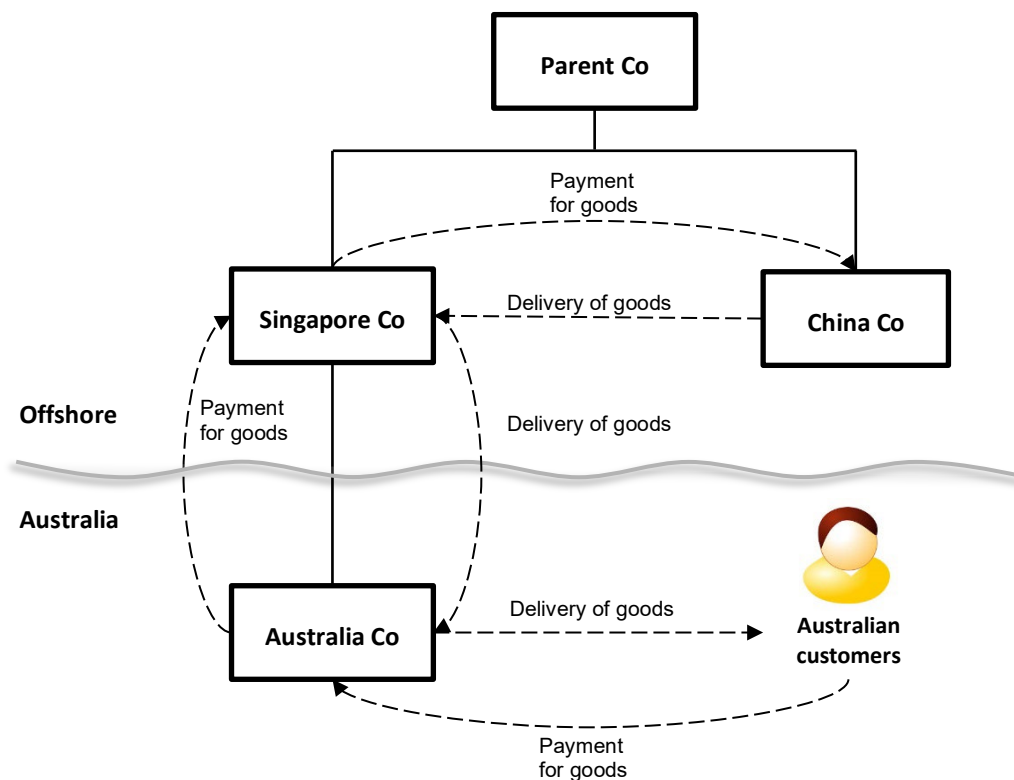 Parent Co
Payment
for goods
Delivery of goods
Singapore Co
China Co
Offshore
Payment
for goods
Delivery of goods
Australia
Australia Co
Delivery of goods
Australian
customers
Payment
for goods